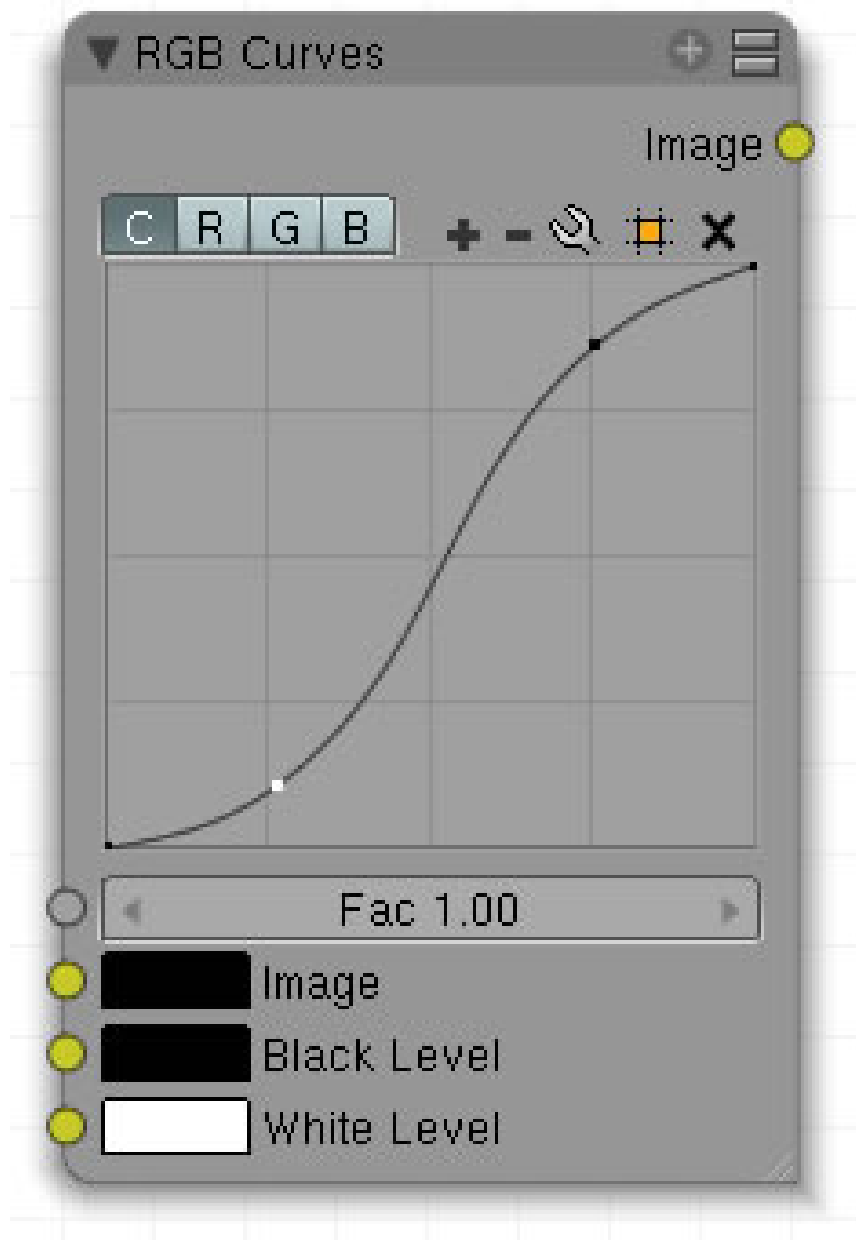 RGB Curves
Image
C R G B
Fac 1.00
Image
Black Level
White Level